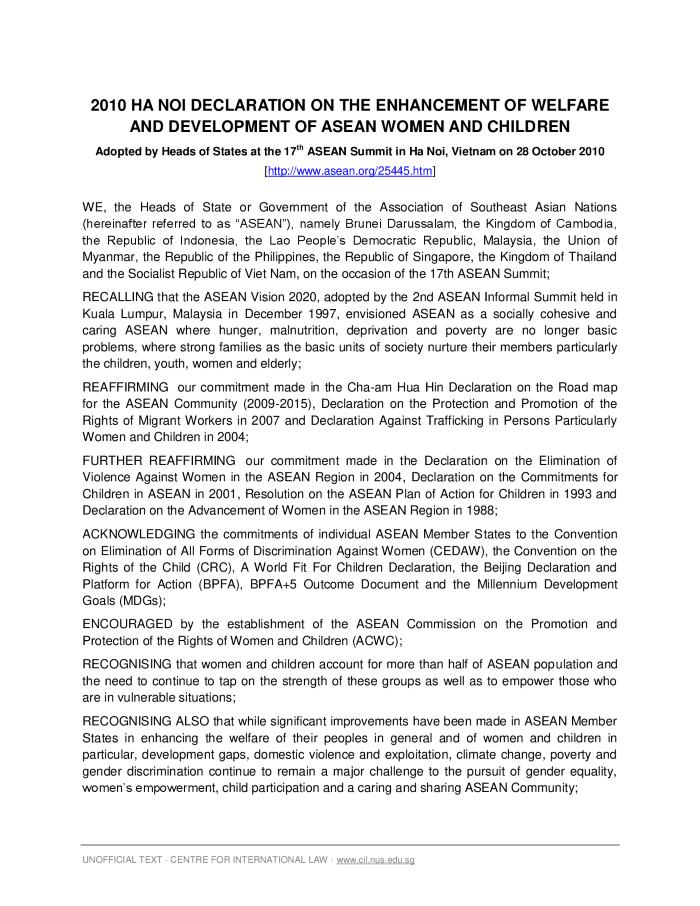 2010 HA NOI DECLARATION ON THE ENHANCEMENT OF WELFARE
AND DEVELOPMENT OF ASEAN WOMEN AND CHILDREN
Adopted by Heads of States at the 17th ASEAN Summit in Ha Noi, Vietnam on 28 October 2010
[http://www.asean.org/25445.htm]
WE, the Heads of State or Government of the Association of Southeast Asian Nations
(hereinafter referred to as “ASEAN”), namely Brunei Darussalam, the Kingdom of Cambodia,
the Republic of Indonesia, the Lao People’s Democratic Republic, Malaysia, the Union of
Myanmar, the Republic of the Philippines, the Republic of Singapore, the Kingdom of Thailand
and the Socialist Republic of Viet Nam, on the occasion of the 17th ASEAN Summit;
RECALLING that the ASEAN Vision 2020, adopted by the 2nd ASEAN Informal Summit held in
Kuala Lumpur, Malaysia in December 1997, envisioned ASEAN as a socially cohesive and
caring ASEAN where hunger, malnutrition, deprivation and poverty are no longer basic
problems, where strong families as the basic units of society nurture their members particularly
the children, youth, women and elderly;
REAFFIRMING our commitment made in the Cha-am Hua Hin Declaration on the Road map
for the ASEAN Community (2009-2015), Declaration on the Protection and Promotion of the
Rights of Migrant Workers in 2007 and Declaration Against Trafficking in Persons Particularly
Women and Children in 2004;
FURTHER REAFFIRMING our commitment made in the Declaration on the Elimination of
Violence Against Women in the ASEAN Region in 2004, Declaration on the Commitments for
Children in ASEAN in 2001, Resolution on the ASEAN Plan of Action for Children in 1993 and
Declaration on the Advancement of Women in the ASEAN Region in 1988;
ACKNOWLEDGING the commitments of individual ASEAN Member States to the Convention
on Elimination of All Forms of Discrimination Against Women (CEDAW), the Convention on the
Rights of the Child (CRC), A World Fit For Children Declaration, the Beijing Declaration and
Platform for Action (BPFA), BPFA+5 Outcome Document and the Millennium Development
Goals (MDGs);
ENCOURAGED by the establishment of the ASEAN Commission on the Promotion and
Protection of the Rights of Women and Children (ACWC);
RECOGNISING that women and children account for more than half of ASEAN population and
the need to continue to tap on the strength of these groups as well as to empower those who
are in vulnerable situations;
RECOGNISING ALSO that while significant improvements have been made in ASEAN Member
States in enhancing the welfare of their peoples in general and of women and children in
particular, development gaps, domestic violence and exploitation, climate change, poverty and
gender discrimination continue to remain a major challenge to the pursuit of gender equality,
women’s empowerment, child participation and a caring and sharing ASEAN Community;
UNOFFICIAL TEXT · CENTRE FOR INTERNATIONAL LAW · www.cil.nus.edu.sg